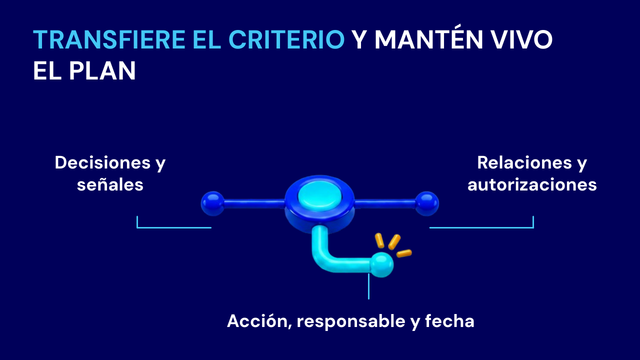 TRANSFIERE EL CRITERIO Y MANTÉN VIVO
EL PLAN
Decisiones y
señales
Relaciones y
autorizaciones
Acción, responsable y fecha